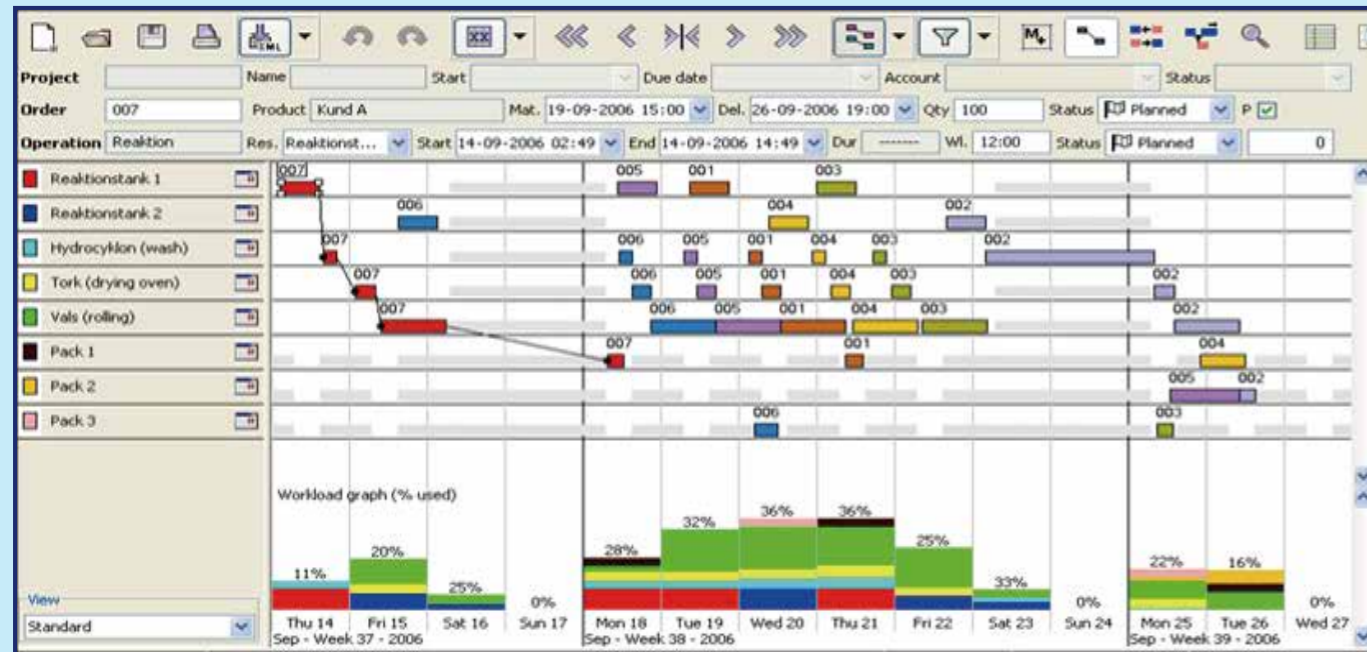 XML
XX
M+
Project Name Start Due date Account Status
Order 007 Product Kund A Mat. 19-09-2006 15:00 Del. 26-09-2006 19:00 Qty 100 Status Planned P
Operation Reaktion Res. Reaktionst... Start 14-09-2006 02:49 End 14-09-2006 14:49 Dur ------- Wl. 12:00 Status Planned 0
Reaktionstank 1 007 005 001 003
Reaktionstank 2 006 004 002
Hydrocyklon (wash) 007 006 005 001 004 003 002
Tork (drying oven) 007 006 005 001 004 003 002
Vals (rolling) 007 006 005 001 004 003 002
Pack 1 007 001 004
Pack 2 005 002
Pack 3 006 003
Workload graph (% used)
11% 20% 25% 0% 28% 32% 36% 36% 25% 33% 0% 22% 16% 0%
View
Standard
Thu 14 Fri 15 Sat 16 Sun 17 Mon 18 Tue 19 Wed 20 Thu 21 Fri 22 Sat 23 Sun 24 Mon 25 Tue 26 Wed 27
Sep - Week 37 - 2006 Sep - Week 38 - 2006 Sep - Week 39 - 2006